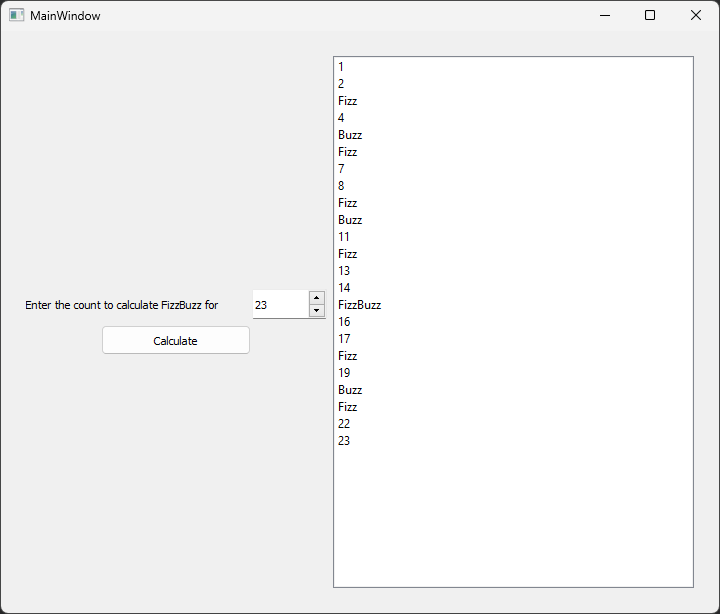 MainWindow
Enter the count to calculate FizzBuzz for
23
Calculate
1
2
Fizz
4
Buzz
Fizz
7
8
Fizz
Buzz
11
Fizz
13
14
FizzBuzz
16
17
Fizz
19
Buzz
Fizz
22
23